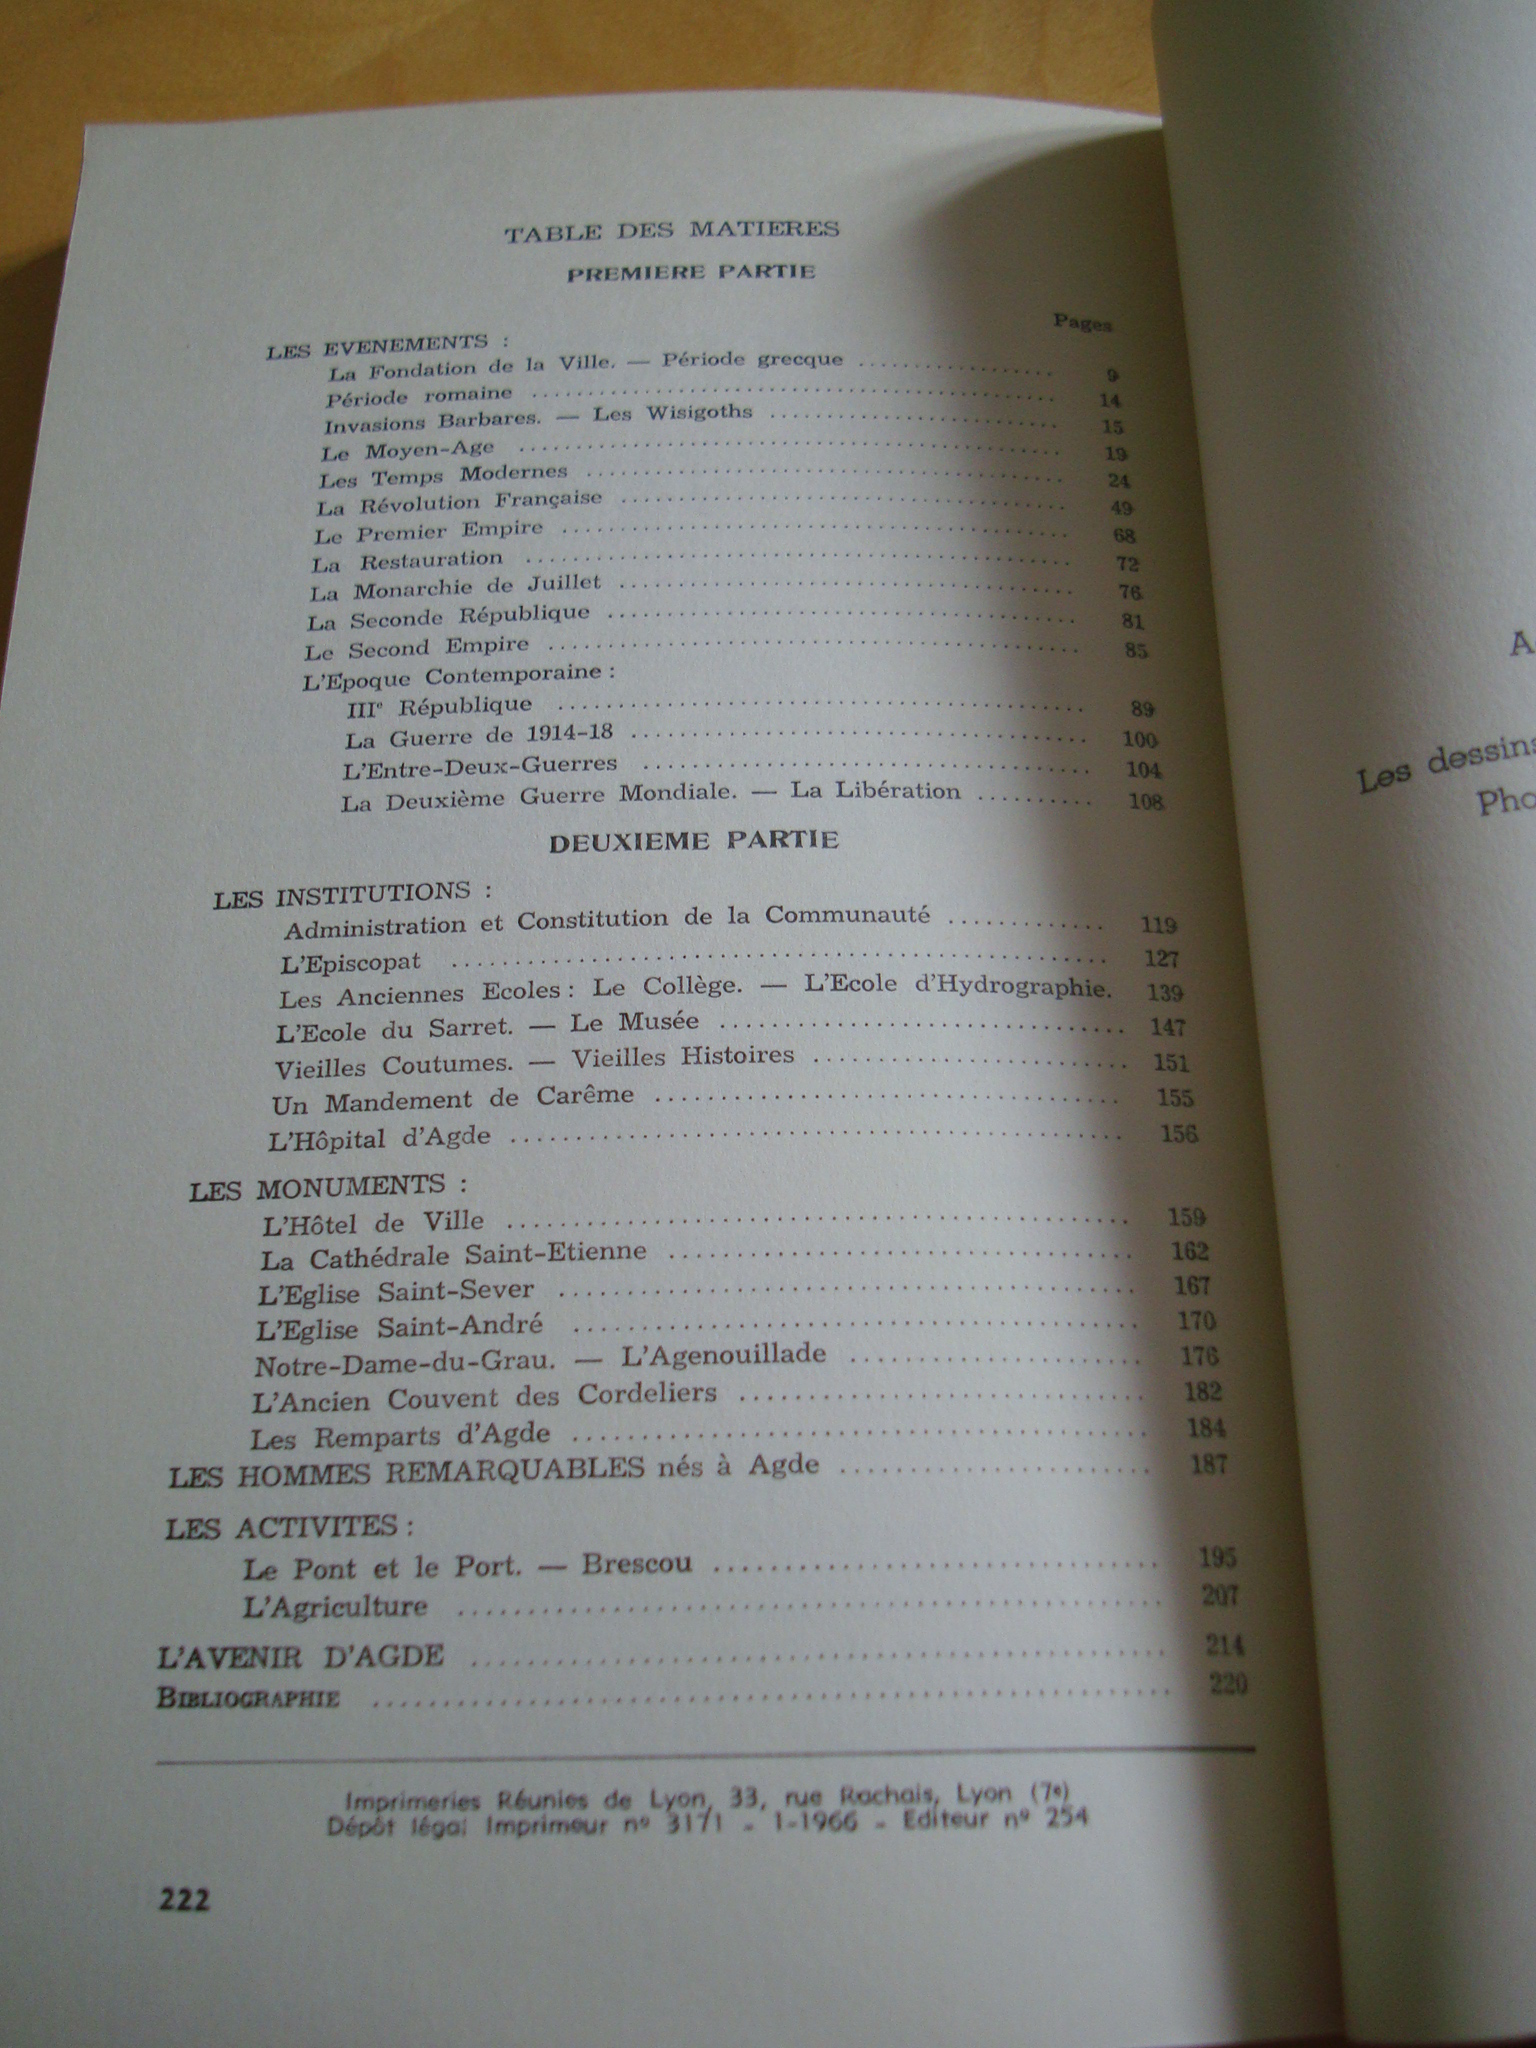 TABLE DES MATIERES
PREMIERE PARTIE
Pages
LES EVENEMENTS :
La Fondation de la Ville. — Période grecque .................. 9
Période romaine .................. 14
Invasions Barbares. — Les Wisigoths .................. 15
Le Moyen-Age .................. 19
Les Temps Modernes .................. 24
La Révolution Française .................. 49
Le Premier Empire .................. 68
La Restauration .................. 72
La Monarchie de Juillet .................. 76
La Seconde République .................. 81
Le Second Empire .................. 85
L'Epoque Contemporaine :
IIIe République .................. 89
La Guerre de 1914-18 .................. 100
L'Entre-Deux-Guerres .................. 104
La Deuxième Guerre Mondiale. — La Libération .......... 108
DEUXIEME PARTIE
LES INSTITUTIONS :
Administration et Constitution de la Communauté ............. 119
L'Episcopat .................. 127
Les Anciennes Ecoles : Le Collège. — L'Ecole d'Hydrographie. 139
L'Ecole du Sarret. — Le Musée .................. 147
Vieilles Coutumes. — Vieilles Histoires .................. 151
Un Mandement de Carême .................. 155
L'Hôpital d'Agde .................. 156
LES MONUMENTS :
L'Hôtel de Ville .................. 159
La Cathédrale Saint-Etienne .................. 162
L'Eglise Saint-Sever .................. 167
L'Eglise Saint-André .................. 170
Notre-Dame-du-Grau. — L'Agenouillade .................. 176
L'Ancien Couvent des Cordeliers .................. 182
Les Remparts d'Agde .................. 184
LES HOMMES REMARQUABLES nés à Agde .................. 187
LES ACTIVITES :
Le Pont et le Port. — Brescou .................. 195
L'Agriculture .................. 207
L'AVENIR D'AGDE .................. 214
BIBLIOGRAPHIE .................. 220
Imprimeries Réunies de Lyon, 33, rue Rachais, Lyon (7e)
Dépôt légal Imprimeur nº 3171 - 1-1966 - Editeur nº 254
222
A
Les dessins
Pho